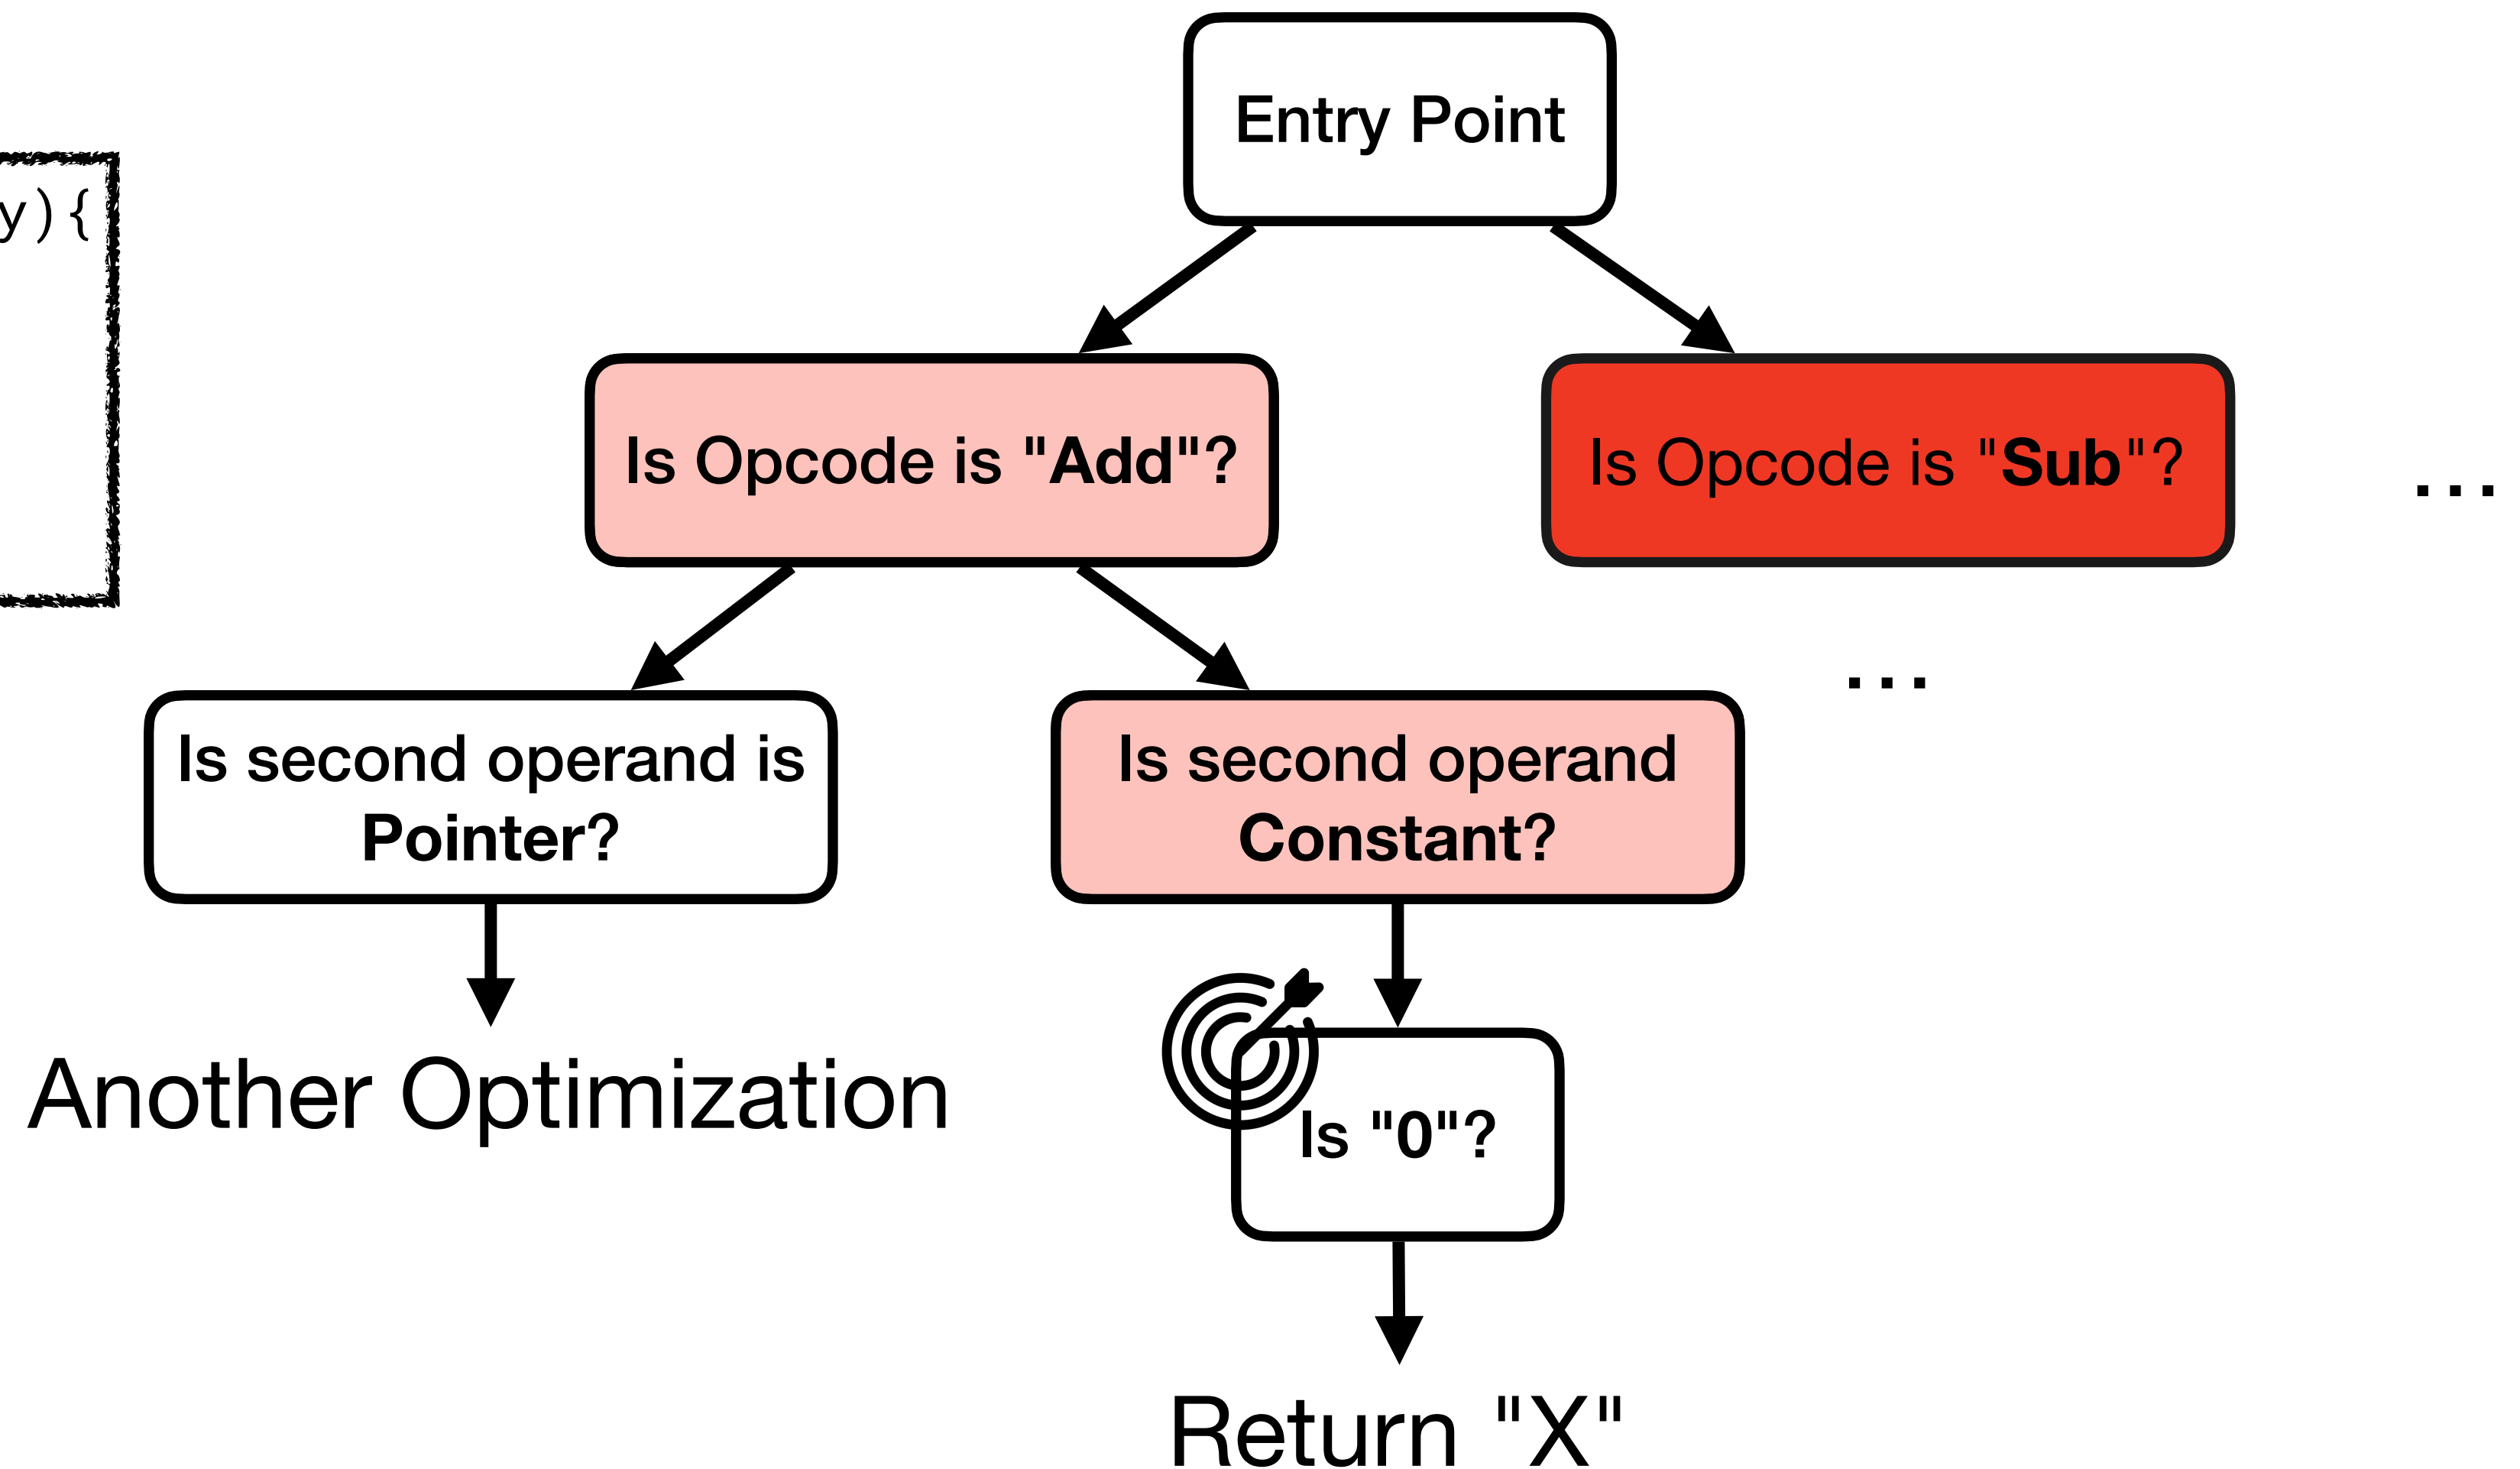 Entry Point
y){
Is Opcode is "Add"?
Is Opcode is "Sub"?
...
...
Is second operand is
Pointer?
Is second operand
Constant?
Another Optimization
Is "0"?
Return "X"